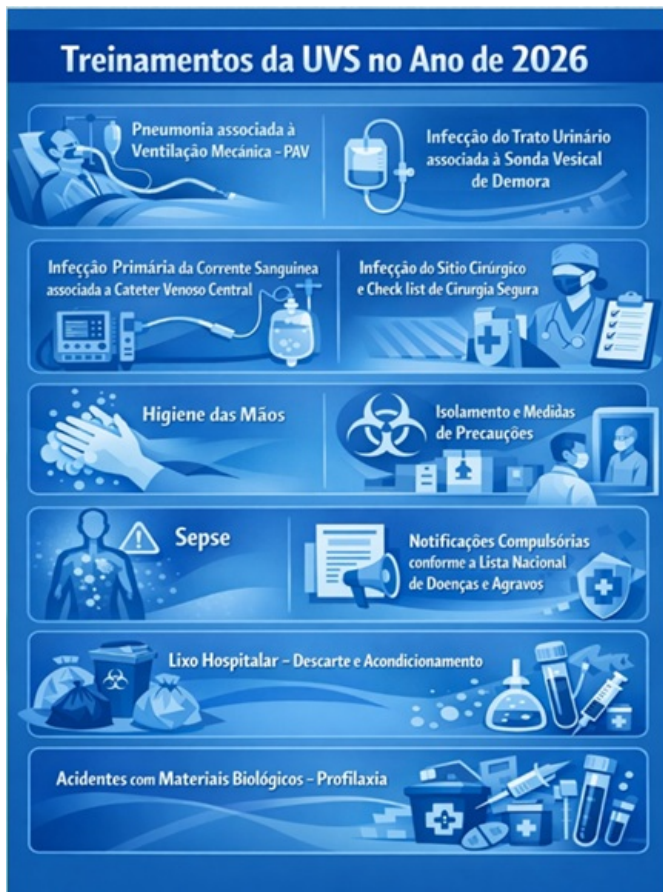 Treinamentos da UVS no Ano de 2026
Pneumonia associada à
Ventilação Mecánica - PAV
Infecção do Trato Urinário
associada à Sonda Vesical
de Demora
Infecção Primária da Corrente Sanguinea
associada a Cateter Venoso Central
Infecção do Sitio Cirúrgico
e Check list de Cirurgia Segura
Higiene das Mãos
Isolamento e Medidas
de Precauções
Sepse
Notificações Compulsórias
conforme a Lista Nacional
de Doenças e Agravos
Lixo Hospitalar – Descarte e Acondicionamento
Acidentes com Materiais Biológicos – Profilaxia